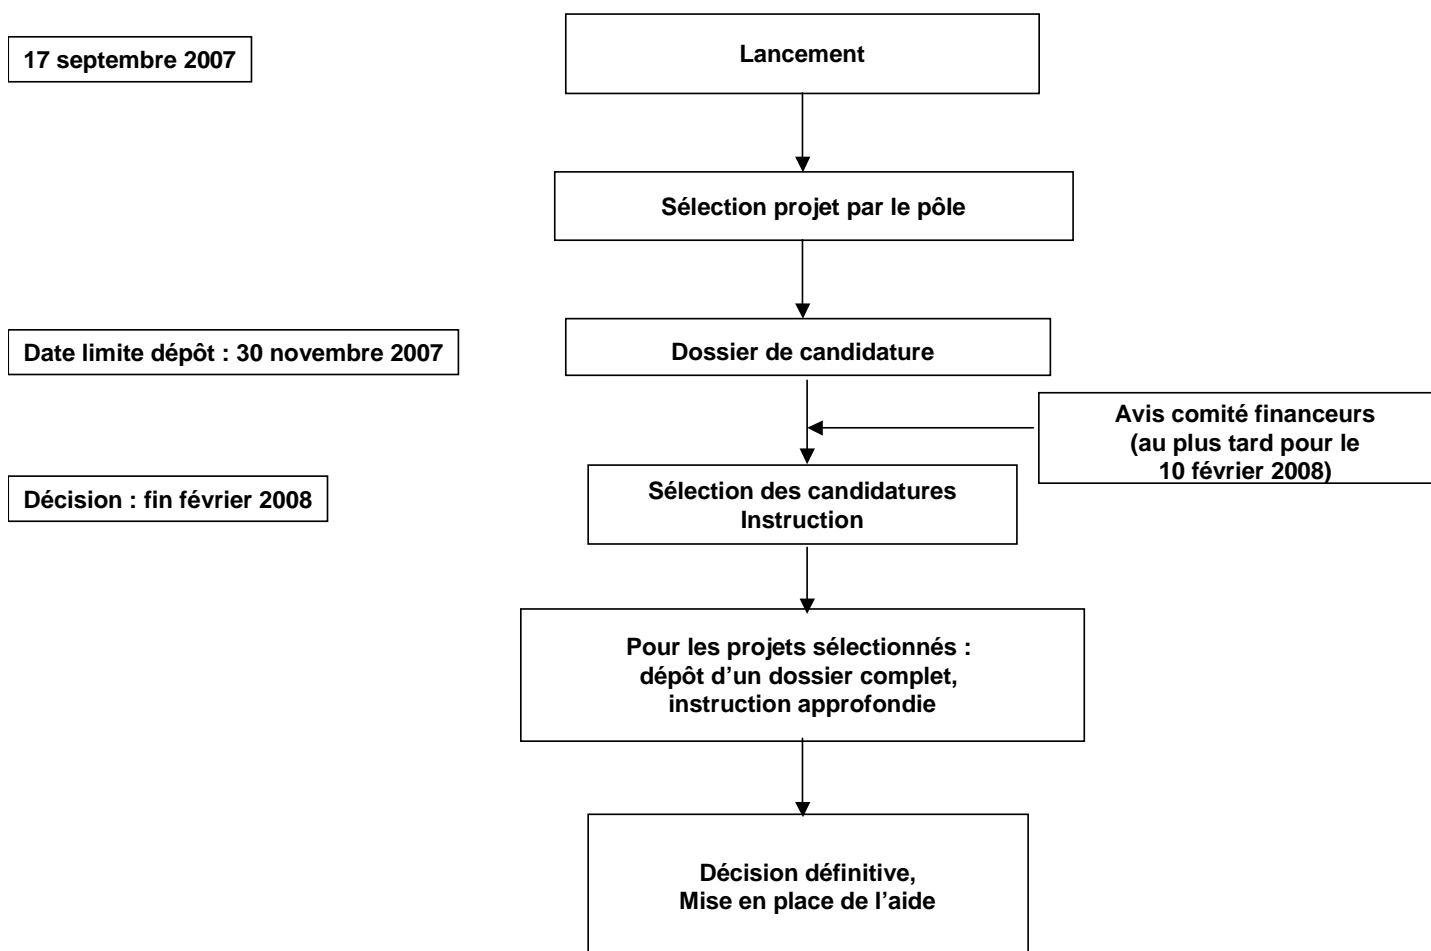 17 septembre 2007
Lancement
Sélection projet par le pôle
Date limite dépôt : 30 novembre 2007
Dossier de candidature
Avis comité financeurs
(au plus tard pour le
10 février 2008)
Décision : fin février 2008
Sélection des candidatures
Instruction
Pour les projets sélectionnés :
dépôt d’un dossier complet,
instruction approfondie
Décision définitive,
Mise en place de l’aide